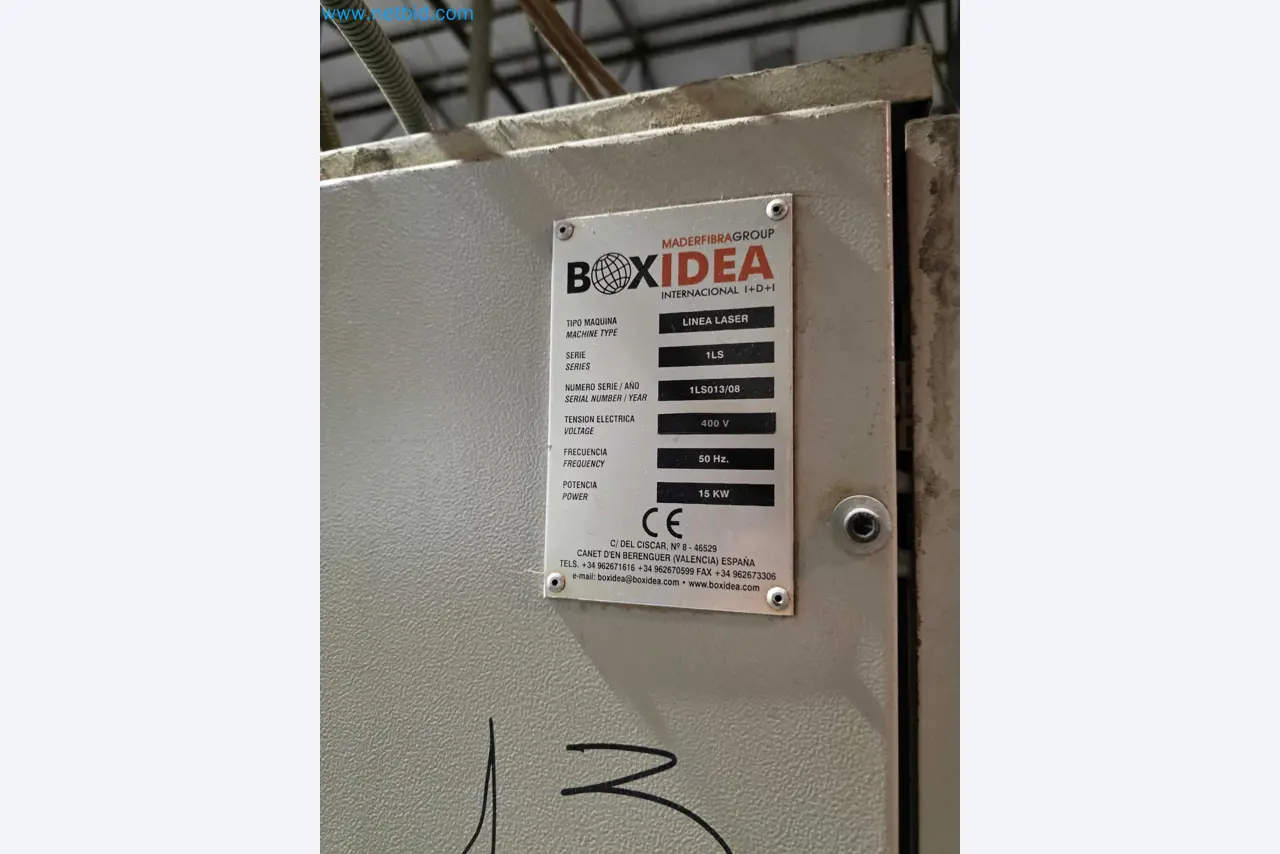 www.netbid.com
MADERFIBRAGROUP
BOXIDEA
INTERNACIONAL I+D+I
TIPO MAQUINA
MACHINE TYPE
LINEA LASER
SERIE
SERIES
1LS
NUMERO SERIE / AÑO
SERIAL NUMBER / YEAR
1LS013/08
TENSION ELECTRICA
VOLTAGE
400 V
FRECUENCIA
FREQUENCY
50 Hz.
POTENCIA
POWER
15 KW
CE
C/ DEL CISCAR, Nº 8 - 46529
CANET D'EN BERENGUER (VALENCIA) ESPAÑA
TELS. +34 962671616 +34 962670599 FAX +34 962673306
e-mail: boxidea@boxidea.com • www.boxidea.com
13